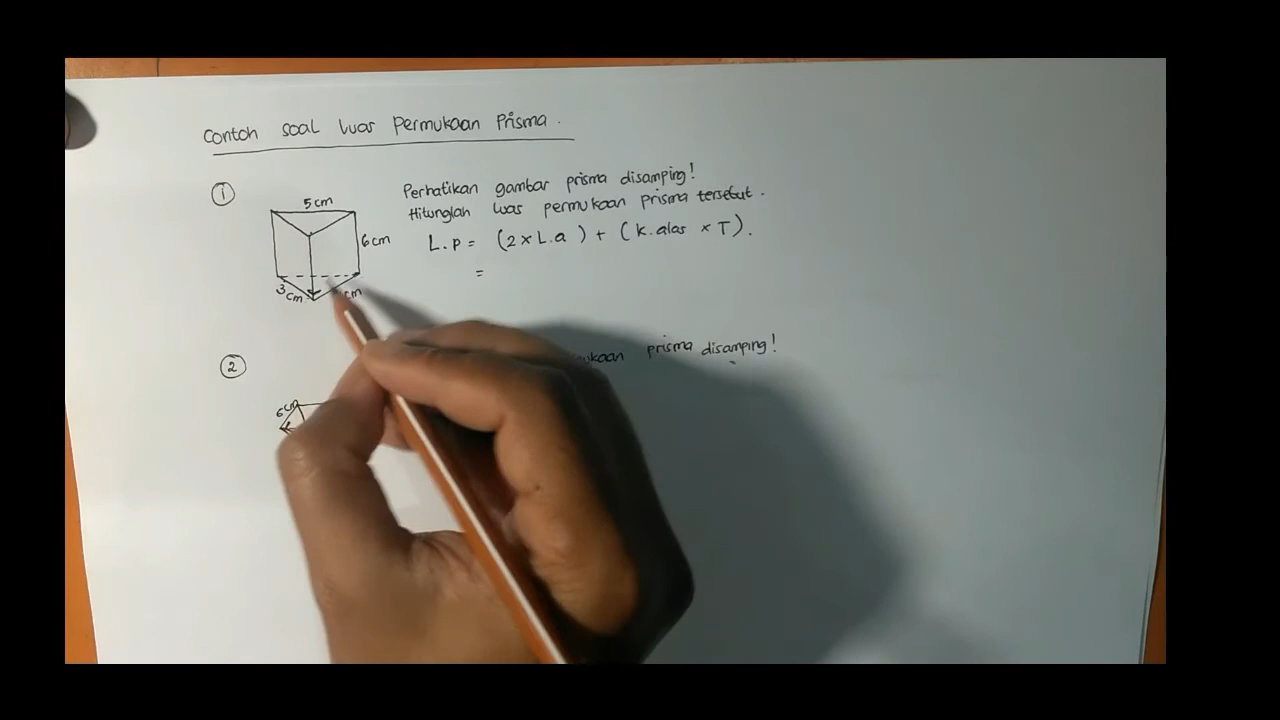 Contoh soal Luas Permukaan Prisma.
1
5 cm
6 cm
3 cm
cm
Perhatikan gambar prisma disamping!
Hitunglah luas permukaan prisma tersebut.
L.P = (2 x L.a) + (k.alas x T).
=
2
prisma disamping!
6 cm